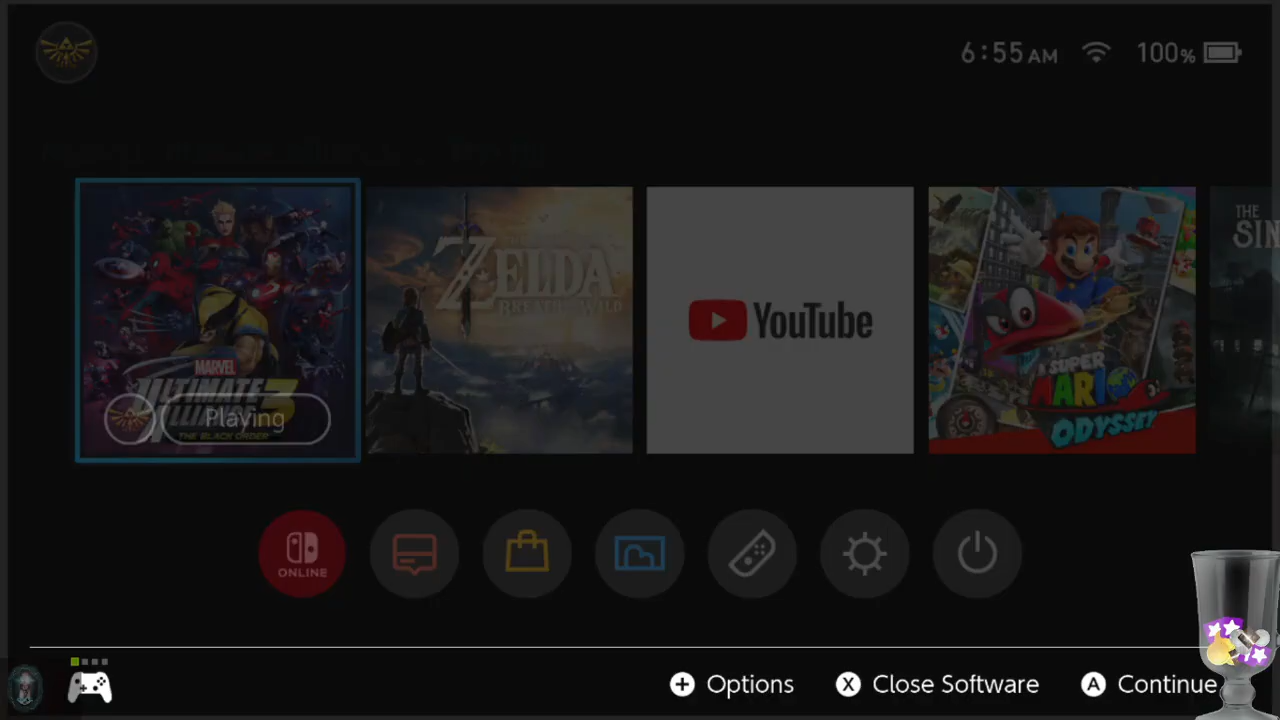 6:55 AM 100%
THE
SIN
ZELDA
BREATH OF THE WILD
YouTube
MARVEL
ULTIMATE
ALLIANCE 3
THE BLACK ORDER
Playing
SUPER
MARIO
ODYSSEY
ONLINE
+ Options X Close Software A Continue